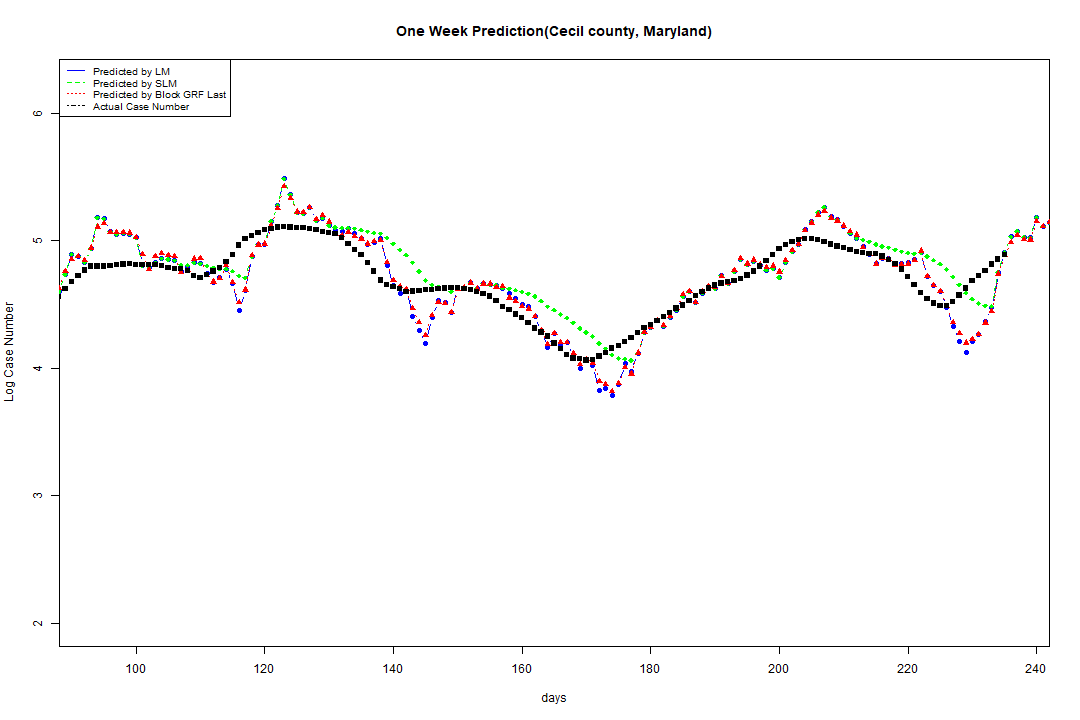 One Week Prediction(Cecil county, Maryland)
Predicted by LM
Predicted by SLM
Predicted by Block GRF Last
Actual Case Number
6
5
4
3
2
Log Case Number
100 120 140 160 180 200 220 240
days